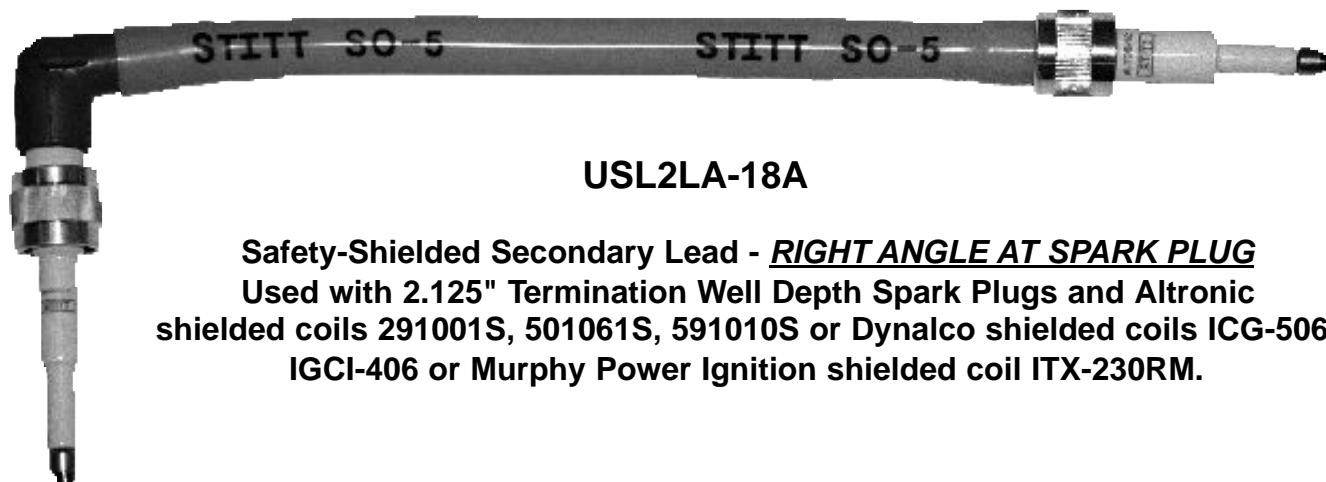 STITT SO-5 STITT SO-5
USL2LA-18A
Safety-Shielded Secondary Lead - RIGHT ANGLE AT SPARK PLUG
Used with 2.125" Termination Well Depth Spark Plugs and Altronic
shielded coils 291001S, 501061S, 591010S or Dynalco shielded coils ICG-506
IGCI-406 or Murphy Power Ignition shielded coil ITX-230RM.